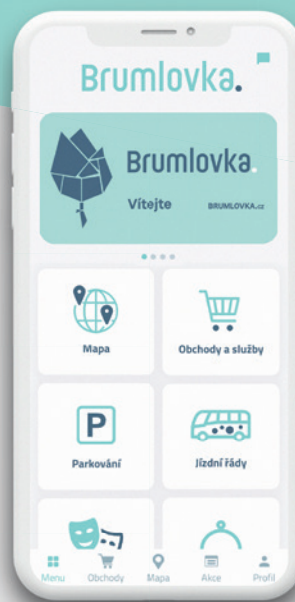 Brumlovka.
Brumlovka.
Vítejte BRUMLOVKA.cz
Mapa
Obchody a služby
P
Parkování
Jízdní řády
Menu Obchody Mapa Akce Profil